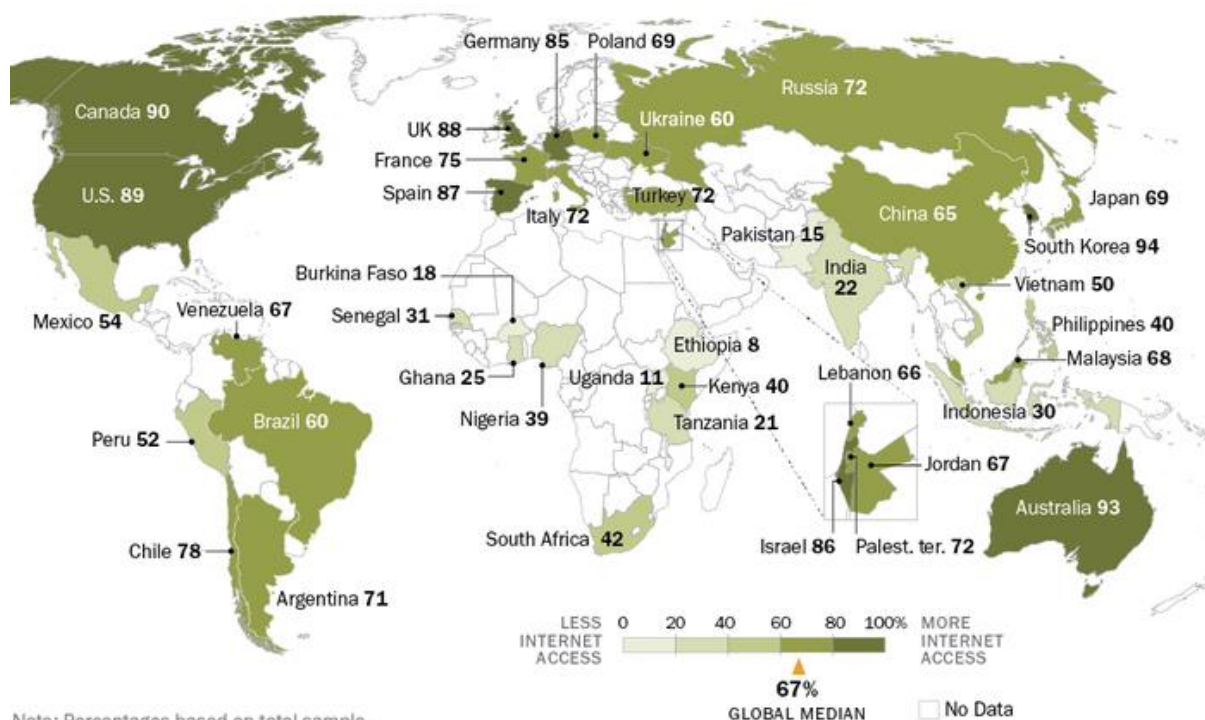 Germany 85
Poland 69
Russia 72
Canada 90
Ukraine 60
UK 88
France 75
U.S. 89
Spain 87
Turkey 72
Japan 69
Italy 72
China 65
Pakistan 15
South Korea 94
Burkina Faso 18
India
22
Vietnam 50
Venezuela 67
Senegal 31
Mexico 54
Philippines 40
Ethiopia 8
Malaysia 68
Ghana 25
Uganda 11
Kenya 40
Lebanon 66
Nigeria 39
Tanzania 21
Indonesia 30
Brazil 60
Peru 52
Jordan 67
Australia 93
South Africa 42
Israel 86
Palest. ter. 72
Chile 78
Argentina 71
LESS
INTERNET
ACCESS
0 20 40 60 80 100%
MORE
INTERNET
ACCESS
67%
GLOBAL MEDIAN
No Data
Note: Percentages based on total sample